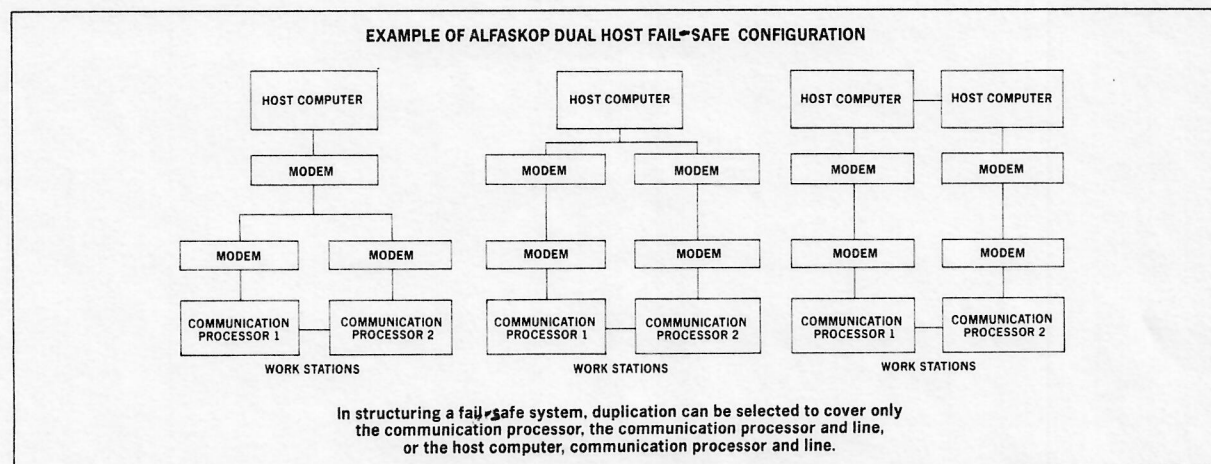 EXAMPLE OF ALFASKOP DUAL HOST FAIL-SAFE CONFIGURATION
HOST COMPUTER
MODEM
MODEM
MODEM
COMMUNICATION
PROCESSOR 1
COMMUNICATION
PROCESSOR 2
WORK STATIONS
HOST COMPUTER
MODEM
MODEM
MODEM
MODEM
COMMUNICATION
PROCESSOR 1
COMMUNICATION
PROCESSOR 2
WORK STATIONS
HOST COMPUTER
HOST COMPUTER
MODEM
MODEM
MODEM
MODEM
COMMUNICATION
PROCESSOR 1
COMMUNICATION
PROCESSOR 2
WORK STATIONS
In structuring a fail-safe system, duplication can be selected to cover only
the communication processor, the communication processor and line,
or the host computer, communication processor and line.